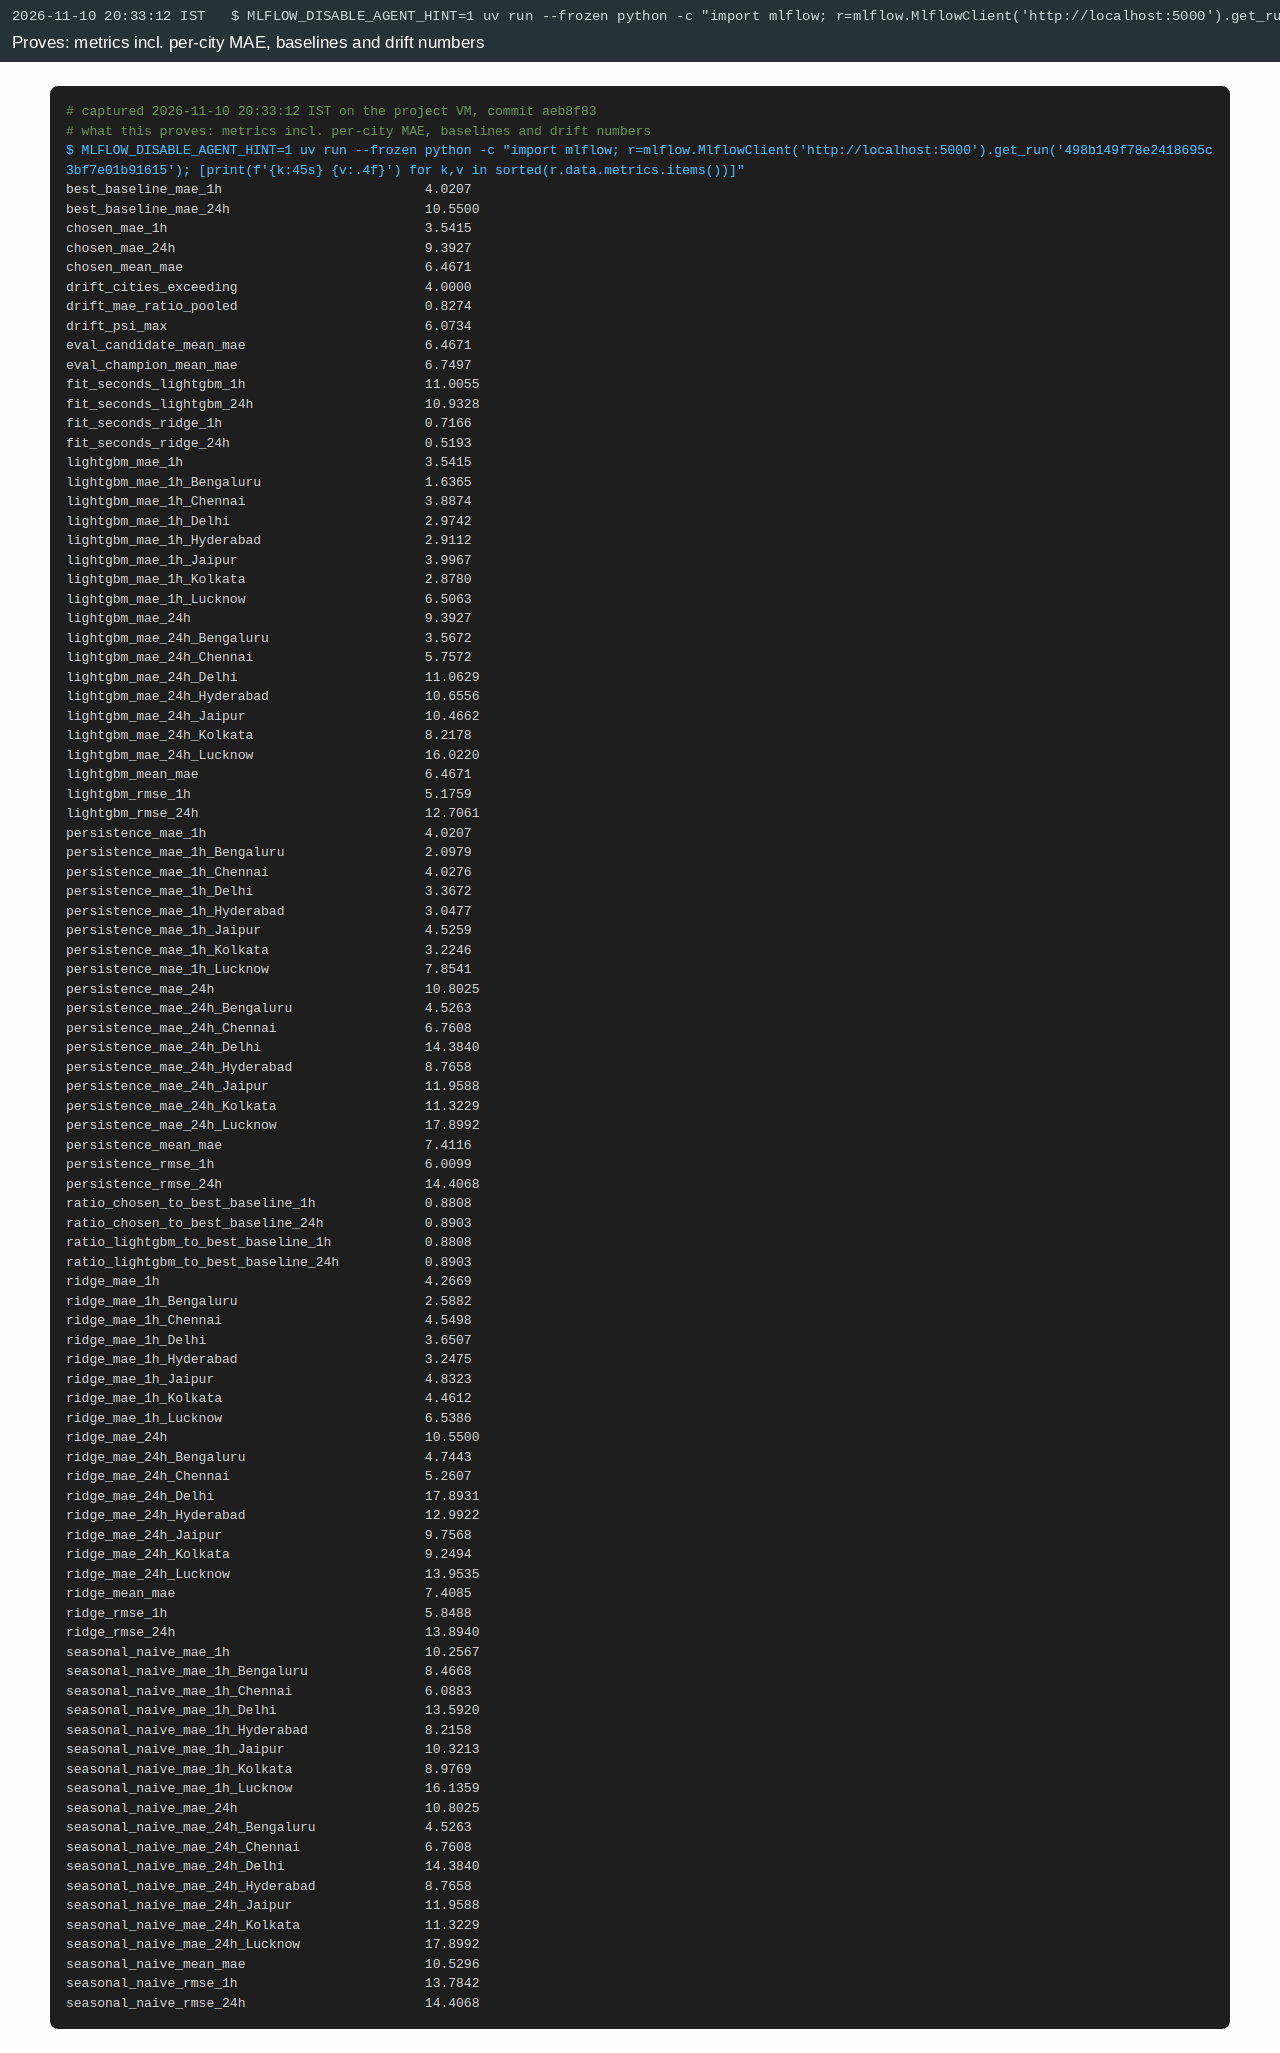 2026-11-10 20:33:12 IST   $ MLFLOW_DISABLE_AGENT_HINT=1 uv run --frozen python -c "import mlflow; r=mlflow.MlflowClient('http://localhost:5000').get_ru
Proves: metrics incl. per-city MAE, baselines and drift numbers
# captured 2026-11-10 20:33:12 IST on the project VM, commit aeb8f83
# what this proves: metrics incl. per-city MAE, baselines and drift numbers
$ MLFLOW_DISABLE_AGENT_HINT=1 uv run --frozen python -c "import mlflow; r=mlflow.MlflowClient('http://localhost:5000').get_run('498b149f78e2418695c
3bf7e01b91615'); [print(f'{k:45s} {v:.4f}') for k,v in sorted(r.data.metrics.items())]"
best_baseline_mae_1h 4.0207
best_baseline_mae_24h 10.5500
chosen_mae_1h 3.5415
chosen_mae_24h 9.3927
chosen_mean_mae 6.4671
drift_cities_exceeding 4.0000
drift_mae_ratio_pooled 0.8274
drift_psi_max 6.0734
eval_candidate_mean_mae 6.4671
eval_champion_mean_mae 6.7497
fit_seconds_lightgbm_1h 11.0055
fit_seconds_lightgbm_24h 10.9328
fit_seconds_ridge_1h 0.7166
fit_seconds_ridge_24h 0.5193
lightgbm_mae_1h 3.5415
lightgbm_mae_1h_Bengaluru 1.6365
lightgbm_mae_1h_Chennai 3.8874
lightgbm_mae_1h_Delhi 2.9742
lightgbm_mae_1h_Hyderabad 2.9112
lightgbm_mae_1h_Jaipur 3.9967
lightgbm_mae_1h_Kolkata 2.8780
lightgbm_mae_1h_Lucknow 6.5063
lightgbm_mae_24h 9.3927
lightgbm_mae_24h_Bengaluru 3.5672
lightgbm_mae_24h_Chennai 5.7572
lightgbm_mae_24h_Delhi 11.0629
lightgbm_mae_24h_Hyderabad 10.6556
lightgbm_mae_24h_Jaipur 10.4662
lightgbm_mae_24h_Kolkata 8.2178
lightgbm_mae_24h_Lucknow 16.0220
lightgbm_mean_mae 6.4671
lightgbm_rmse_1h 5.1759
lightgbm_rmse_24h 12.7061
persistence_mae_1h 4.0207
persistence_mae_1h_Bengaluru 2.0979
persistence_mae_1h_Chennai 4.0276
persistence_mae_1h_Delhi 3.3672
persistence_mae_1h_Hyderabad 3.0477
persistence_mae_1h_Jaipur 4.5259
persistence_mae_1h_Kolkata 3.2246
persistence_mae_1h_Lucknow 7.8541
persistence_mae_24h 10.8025
persistence_mae_24h_Bengaluru 4.5263
persistence_mae_24h_Chennai 6.7608
persistence_mae_24h_Delhi 14.3840
persistence_mae_24h_Hyderabad 8.7658
persistence_mae_24h_Jaipur 11.9588
persistence_mae_24h_Kolkata 11.3229
persistence_mae_24h_Lucknow 17.8992
persistence_mean_mae 7.4116
persistence_rmse_1h 6.0099
persistence_rmse_24h 14.4068
ratio_chosen_to_best_baseline_1h 0.8808
ratio_chosen_to_best_baseline_24h 0.8903
ratio_lightgbm_to_best_baseline_1h 0.8808
ratio_lightgbm_to_best_baseline_24h 0.8903
ridge_mae_1h 4.2669
ridge_mae_1h_Bengaluru 2.5882
ridge_mae_1h_Chennai 4.5498
ridge_mae_1h_Delhi 3.6507
ridge_mae_1h_Hyderabad 3.2475
ridge_mae_1h_Jaipur 4.8323
ridge_mae_1h_Kolkata 4.4612
ridge_mae_1h_Lucknow 6.5386
ridge_mae_24h 10.5500
ridge_mae_24h_Bengaluru 4.7443
ridge_mae_24h_Chennai 5.2607
ridge_mae_24h_Delhi 17.8931
ridge_mae_24h_Hyderabad 12.9922
ridge_mae_24h_Jaipur 9.7568
ridge_mae_24h_Kolkata 9.2494
ridge_mae_24h_Lucknow 13.9535
ridge_mean_mae 7.4085
ridge_rmse_1h 5.8488
ridge_rmse_24h 13.8940
seasonal_naive_mae_1h 10.2567
seasonal_naive_mae_1h_Bengaluru 8.4668
seasonal_naive_mae_1h_Chennai 6.0883
seasonal_naive_mae_1h_Delhi 13.5920
seasonal_naive_mae_1h_Hyderabad 8.2158
seasonal_naive_mae_1h_Jaipur 10.3213
seasonal_naive_mae_1h_Kolkata 8.9769
seasonal_naive_mae_1h_Lucknow 16.1359
seasonal_naive_mae_24h 10.8025
seasonal_naive_mae_24h_Bengaluru 4.5263
seasonal_naive_mae_24h_Chennai 6.7608
seasonal_naive_mae_24h_Delhi 14.3840
seasonal_naive_mae_24h_Hyderabad 8.7658
seasonal_naive_mae_24h_Jaipur 11.9588
seasonal_naive_mae_24h_Kolkata 11.3229
seasonal_naive_mae_24h_Lucknow 17.8992
seasonal_naive_mean_mae 10.5296
seasonal_naive_rmse_1h 13.7842
seasonal_naive_rmse_24h 14.4068